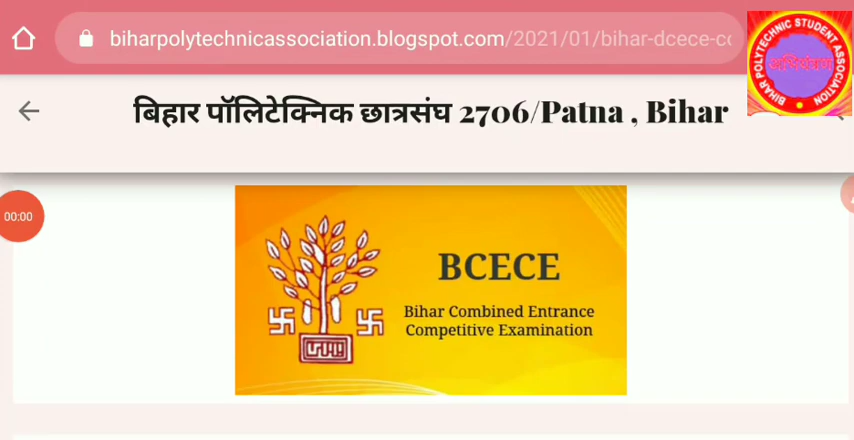 biharpolytechnicassociation.blogspot.com/2021/01/bihar-dcece-cc
BIHAR POLYTECHNIC STUDENT ASSOCIATION
बिहार पॉलिटेक्निक छात्रसंघ 2706/Patna , Bihar
00:00
BCECE
Bihar Combined Entrance
Competitive Examination